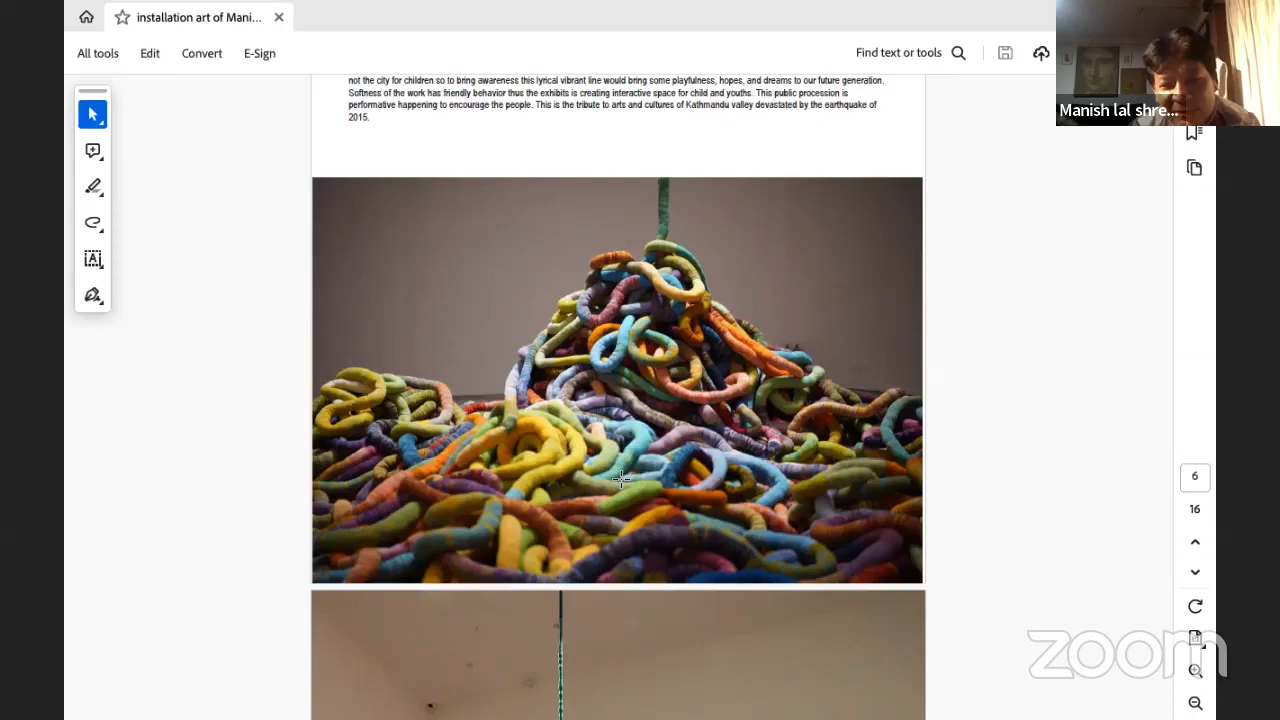 installation art of Mani...
All tools Edit Convert E-Sign Find text or tools
Manish lal shre...
not the city for children so to bring awareness this lyrical vibrant line would bring some playfulness, hopes, and dreams to our future generation.
Softness of the work has friendly behavior thus the exhibits is creating interactive space for child and youths. This public procession is
performative happening to encourage the people. This is the tribute to arts and cultures of Kathmandu valley devastated by the earthquake of
2015.
6
16
zoom